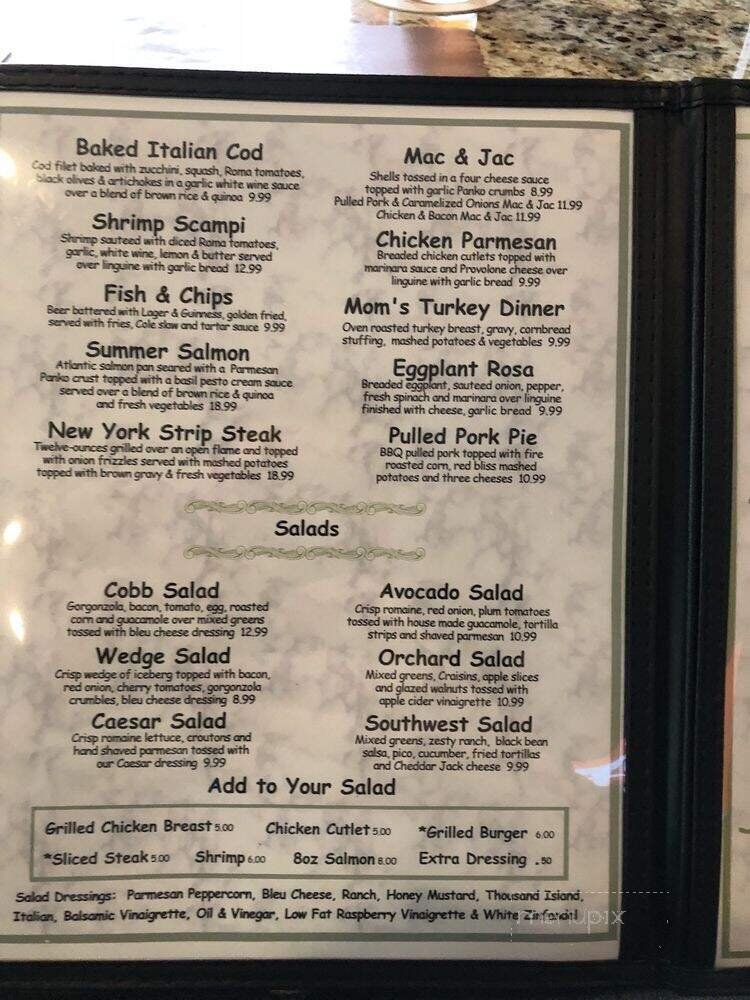 Baked Italian Cod
Cod filet baked with zucchini, squash, Roma tomatoes,
black olives & artichokes in a garlic white wine sauce
over a blend of brown rice & quinoa 9.99
Shrimp Scampi
Shrimp sauteed with diced Roma tomatoes,
garlic, white wine, lemon & butter served
over linguine with garlic bread 12.99
Fish & Chips
Beer battered with Lager & Guinness, golden fried,
served with fries, Cole slaw and tartar sauce 9.99
Summer Salmon
Atlantic salmon pan seared with a Parmesan
Panko crust topped with a basil pesto cream sauce
served over a blend of brown rice & quinoa
and fresh vegetables 18.99
New York Strip Steak
Twelve-ounces grilled over an open flame and topped
with onion frizzles served with mashed potatoes
topped with brown gravy & fresh vegetables 18.99
Mac & Jac
Shells tossed in a four cheese sauce
topped with garlic Panko crumbs 8.99
Pulled Pork & Caramelized Onions Mac & Jac 11.99
Chicken & Bacon Mac & Jac 11.99
Chicken Parmesan
Breaded chicken cutlets topped with
marinara sauce and Provolone cheese over
linguine with garlic bread 9.99
Mom's Turkey Dinner
Oven roasted turkey breast, gravy, cornbread
stuffing, mashed potatoes & vegetables 9.99
Eggplant Rosa
Breaded eggplant, sauteed onion, pepper,
fresh spinach and marinara over linguine
finished with cheese, garlic bread 9.99
Pulled Pork Pie
BBQ pulled pork topped with fire
roasted corn, red bliss mashed
potatoes and three cheeses 10.99
Salads
Cobb Salad
Gorgonzola, bacon, tomato, egg, roasted
corn and guacamole over mixed greens
tossed with bleu cheese dressing 12.99
Wedge Salad
Crisp wedge of iceberg topped with bacon,
red onion, cherry tomatoes, gorgonzola
crumbles, bleu cheese dressing 8.99
Caesar Salad
Crisp romaine lettuce, croutons and
hand shaved parmesan tossed with
our Caesar dressing 9.99
Avocado Salad
Crisp romaine, red onion, plum tomatoes
tossed with house made guacamole, tortilla
strips and shaved parmesan 10.99
Orchard Salad
Mixed greens, Craisins, apple slices
and glazed walnuts tossed with
apple cider vinaigrette 10.99
Southwest Salad
Mixed greens, zesty ranch, black bean
salsa, pico, cucumber, fried tortillas
and Cheddar Jack cheese 9.99
Add to Your Salad
Grilled Chicken Breast 5.00 Chicken Cutlet 5.00 *Grilled Burger 6.00
*Sliced Steak 5.00 Shrimp 6.00 8oz Salmon 8.00 Extra Dressing .50
Salad Dressings: Parmesan Peppercorn, Bleu Cheese, Ranch, Honey Mustard, Thousand Island,
Italian, Balsamic Vinaigrette, Oil & Vinegar, Low Fat Raspberry Vinaigrette & White Zinfandel
menupix